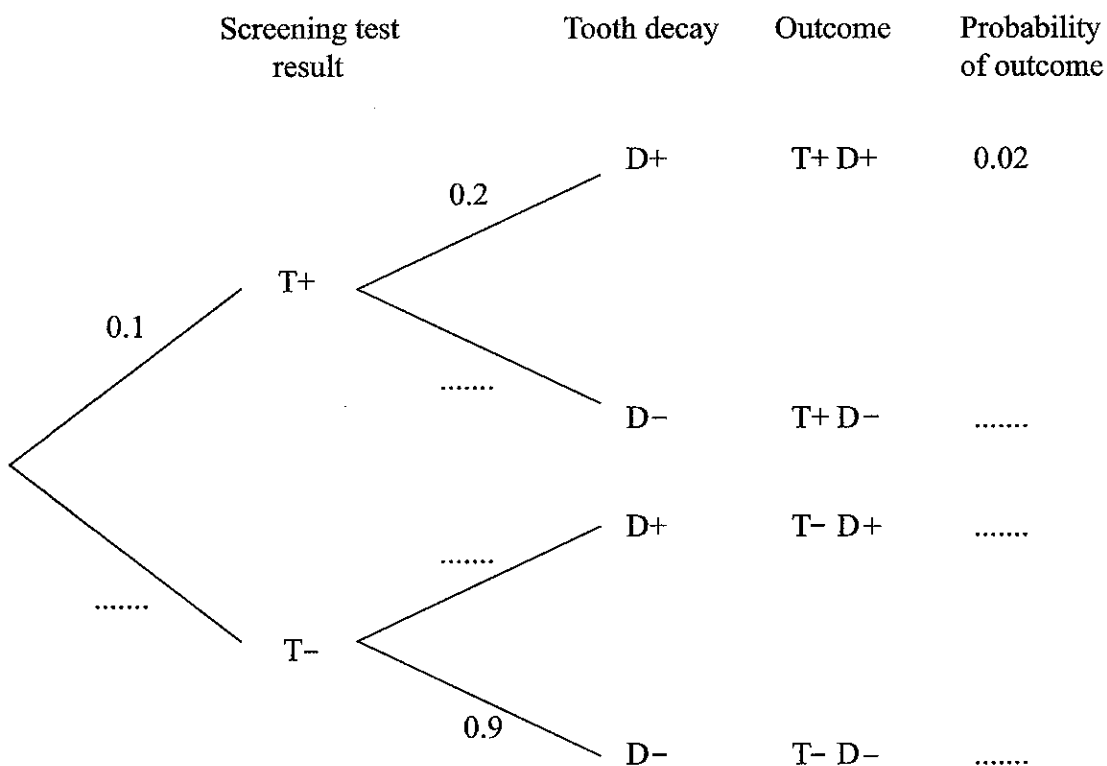 Screening test result
Tooth decay
Outcome
Probability of outcome
D+
T+ D+
0.02
0.2
T+
0.1
.......
D−
T+ D−
.......
D+
T− D+
.......
.......
.......
T−
0.9
D−
T− D−
.......